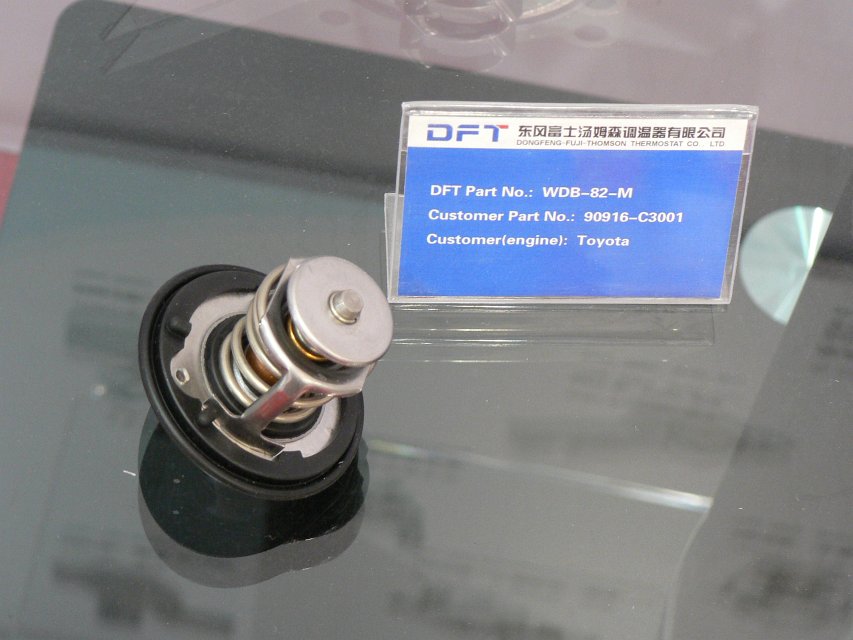 DFT 东风富士汤姆森调温器有限公司
DONGFENG-FUJI-THOMSON THERMOSTAT CO., LTD
DFT Part No.: WDB-82-M
Customer Part No.: 90916-C3001
Customer(engine): Toyota